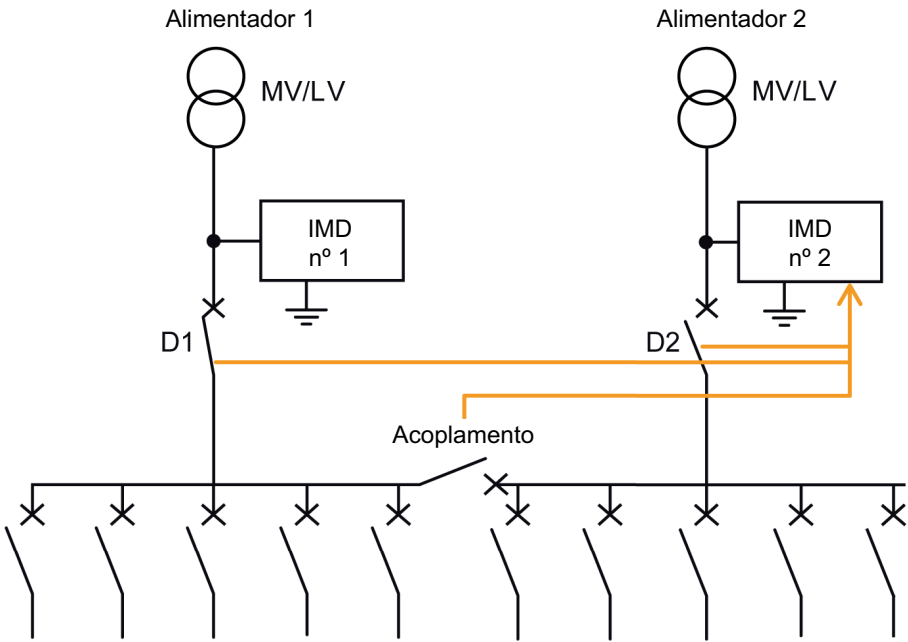 Alimentador 1
Alimentador 2
MV/LV
MV/LV
IMD
nº 1
IMD
nº 2
D1
D2
Acoplamento